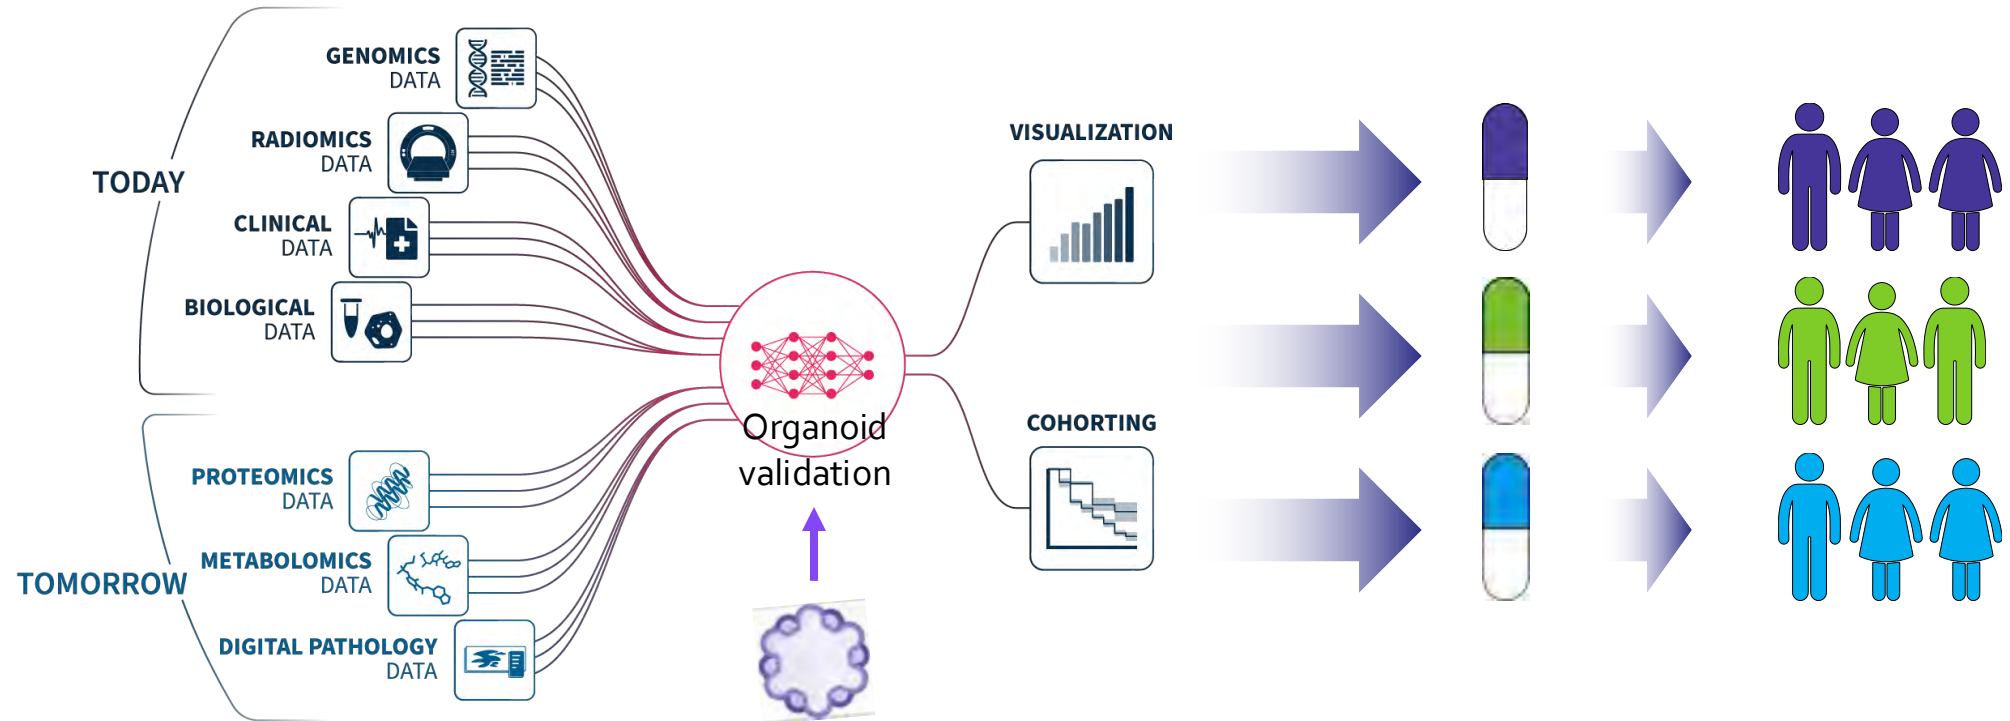 TODAY
GENOMICS
DATA
RADIOMICS
DATA
CLINICAL
DATA
BIOLOGICAL
DATA
TOMORROW
PROTEOMICS
DATA
METABOLOMICS
DATA
DIGITAL PATHOLOGY
DATA
Organoid
validation
VISUALIZATION
COHORTING